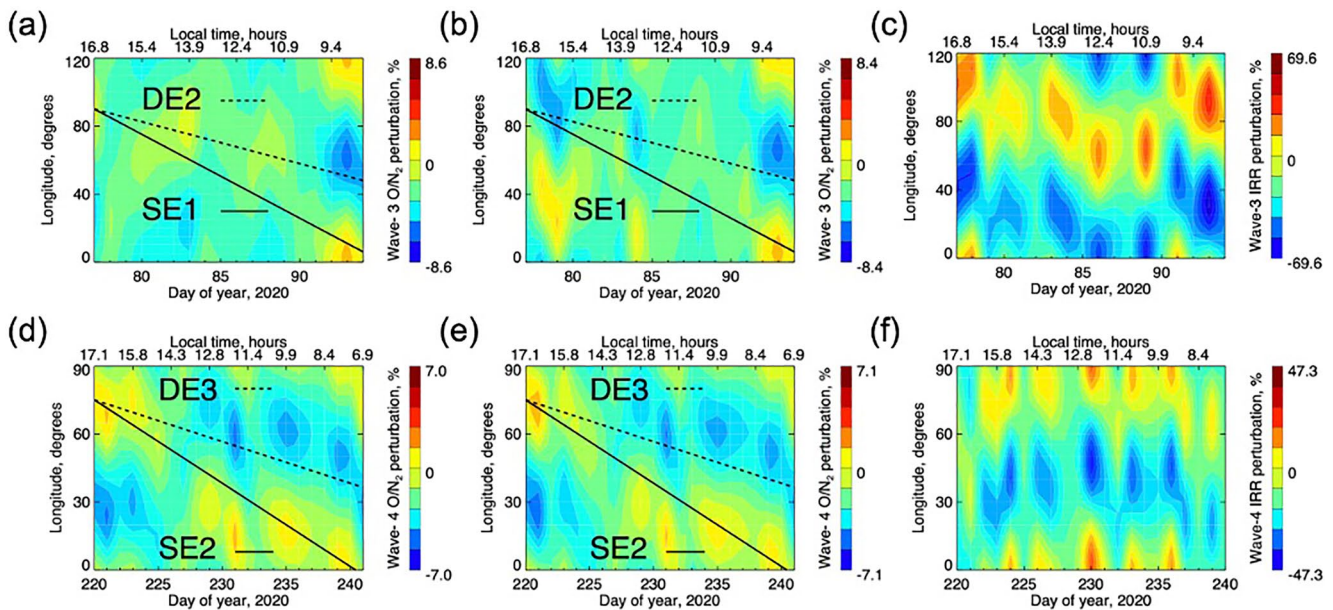 (a)
Local time, hours
16.8 15.4 13.9 12.4 10.9 9.4
120
80
40
0
Longitude, degrees
DE2
SE1
80 85 90
Day of year, 2020
8.6
0
-8.6
Wave- 3 O/N₂ perturbation, %
(b)
Local time, hours
16.8 15.4 13.9 12.4 10.9 9.4
120
80
40
0
Longitude, degrees
DE2
SE1
80 85 90
Day of year, 2020
8.4
0
-8.4
Wave- 3 O/N₂ perturbation, %
(c)
Local time, hours
16.8 15.4 13.9 12.4 10.9 9.4
120
80
40
0
Longitude, degrees
80 85 90
Day of year, 2020
69.6
0
-69.6
Wave-3 IRR perturbation, %
(d)
Local time, hours
17.1 15.8 14.3 12.8 11.4 9.9 8.4 6.9
90
60
30
0
Longitude, degrees
DE3
SE2
220 225 230 235 240
Day of year, 2020
7.0
0
-7.0
Wave- 4 O/N₂ perturbation, %
(e)
Local time, hours
17.1 15.8 14.3 12.8 11.4 9.9 8.4 6.9
90
60
30
0
Longitude, degrees
DE3
SE2
220 225 230 235 240
Day of year, 2020
7.1
0
-7.1
Wave- 4 O/N₂ perturbation, %
(f)
Local time, hours
17.1 15.8 14.3 12.8 11.4 9.9 8.4
90
60
30
0
Longitude, degrees
220 225 230 235 240
Day of year, 2020
47.3
0
-47.3
Wave-4 IRR perturbation, %